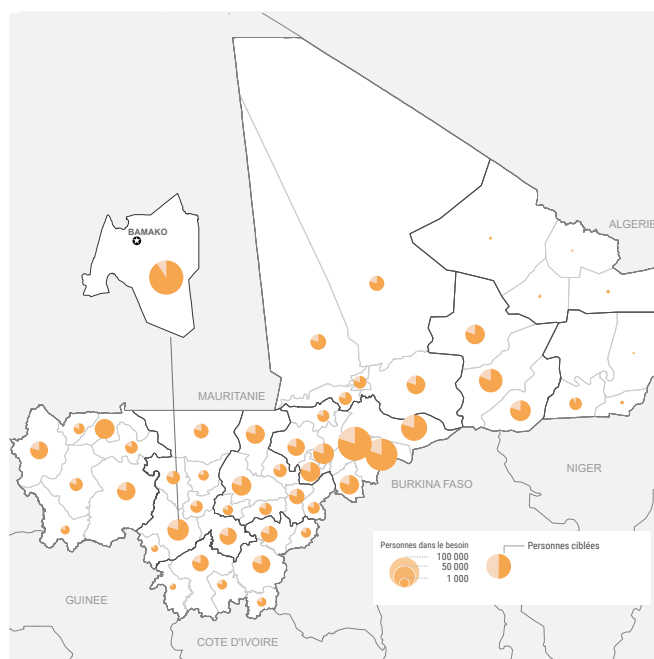 BAMAKO
ALGERIE
MAURITANIE
BURKINA FASO
NIGER
Personnes dans le besoin
100 000
50 000
1 000
Personnes ciblées
GUINEE
COTE D'IVOIRE